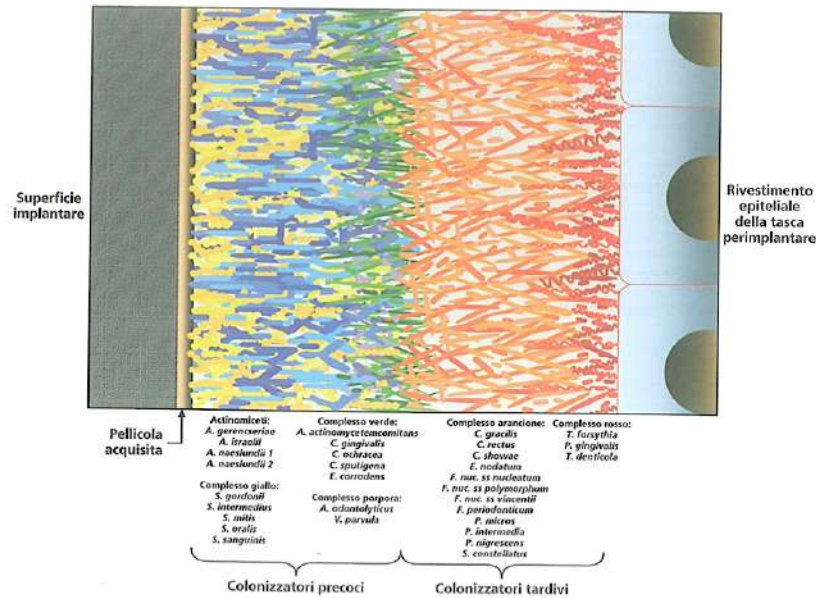 Superficie
implantare
Rivestimento
epiteliale
della tasca
perimplantare
Pellicola
acquisita
Actinomiceti:
A. gerencseriae
A. israelii
A. naeslundii 1
A. naeslundii 2
Complesso giallo:
S. gordonii
S. intermedius
S. mitis
S. oralis
S. sanguinis
Complesso verde:
A. actinomycetemcomitans
C. gingivalis
C. ochracea
C. sputigena
E. corrodens
Complesso porpora:
A. odontolyticus
V. parvula
Complesso arancione:
C. gracilis
C. rectus
C. showae
E. nodatum
F. nuc. ss nucleatum
F. nuc. ss polymorphum
F. nuc. ss vincentii
F. periodonticum
P. micros
P. intermedia
P. nigrescens
S. constellatus
Complesso rosso:
T. forsythia
P. gingivalis
T. denticola
Colonizzatori precoci
Colonizzatori tardivi